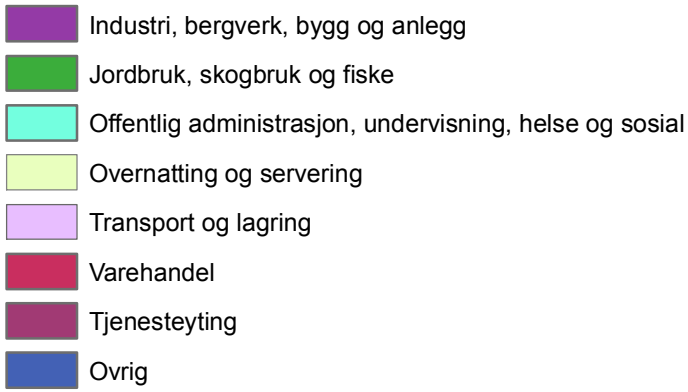 Industri, bergverk, bygg og anlegg
Jordbruk, skogbruk og fiske
Offentlig administrasjon, undervisning, helse og sosial
Overnatting og servering
Transport og lagring
Varehandel
Tjenesteyting
Ovrig